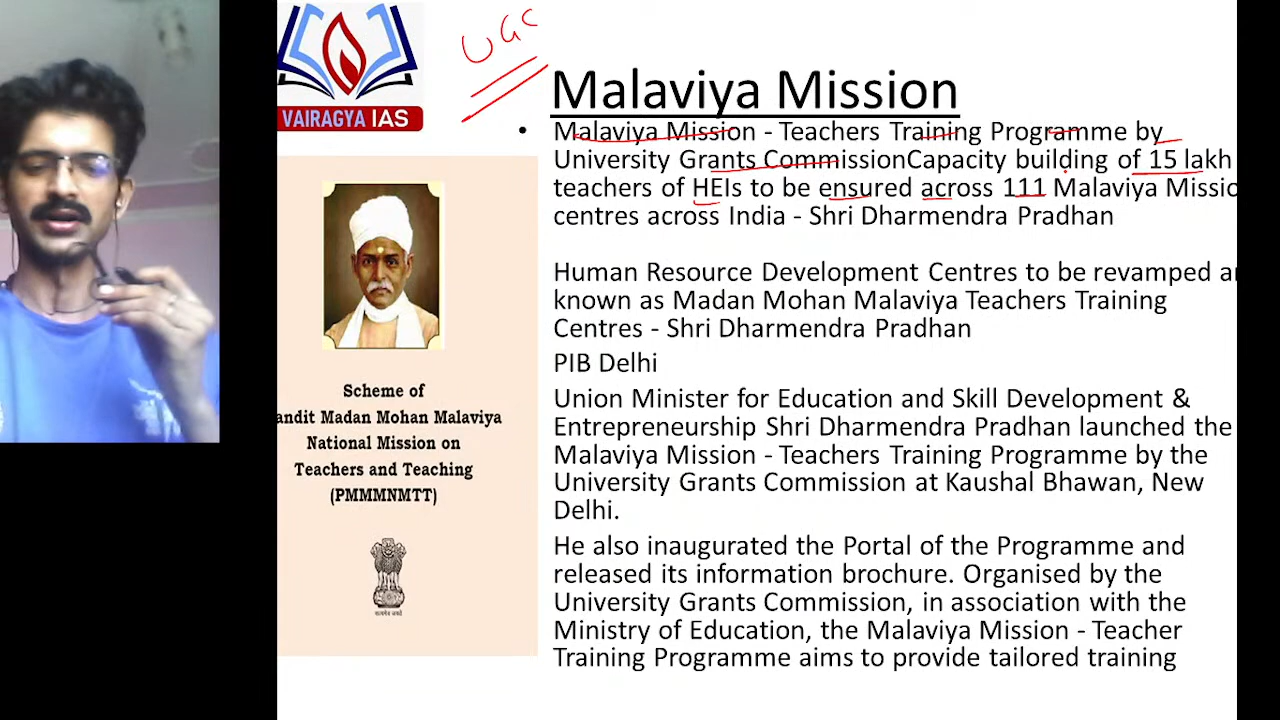 UGC
VAIRAGYA IAS
Malaviya Mission
• Malaviya Mission - Teachers Training Programme by
University Grants CommissionCapacity building of 15 lakh
teachers of HEIs to be ensured across 111 Malaviya Missio
centres across India - Shri Dharmendra Pradhan
Human Resource Development Centres to be revamped an
known as Madan Mohan Malaviya Teachers Training
Centres - Shri Dharmendra Pradhan
PIB Delhi
Union Minister for Education and Skill Development &
Entrepreneurship Shri Dharmendra Pradhan launched the
Malaviya Mission - Teachers Training Programme by the
University Grants Commission at Kaushal Bhawan, New
Delhi.
He also inaugurated the Portal of the Programme and
released its information brochure. Organised by the
University Grants Commission, in association with the
Ministry of Education, the Malaviya Mission - Teacher
Training Programme aims to provide tailored training
Scheme of
andit Madan Mohan Malaviya
National Mission on
Teachers and Teaching
(PMMMNMTT)